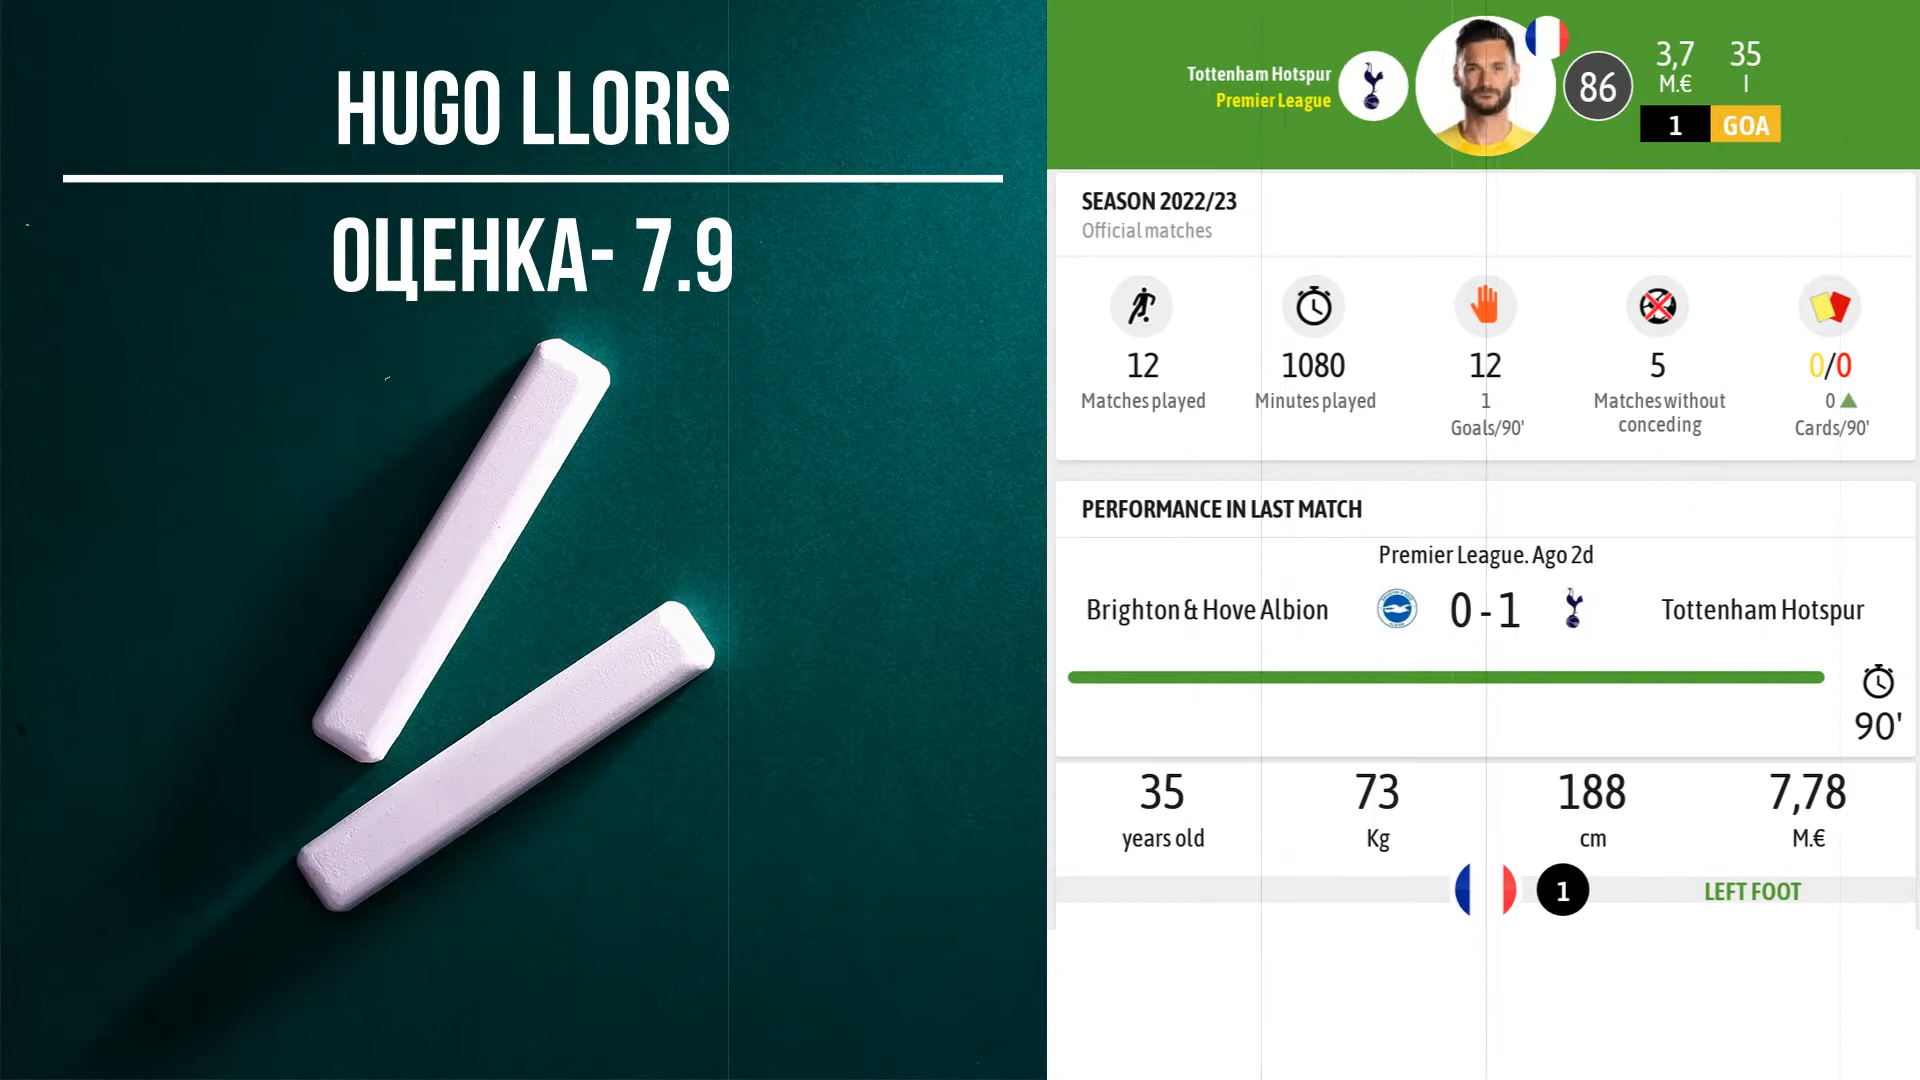 HUGO LLORIS
ОЦЕНКА- 7.9
Tottenham Hotspur
Premier League
86
3,7
M.€
35
I
1
GOA
SEASON 2022/23
Official matches
12
Matches played
1080
Minutes played
12
1
Goals/90'
5
Matches without
conceding
0/0
0
Cards/90'
PERFORMANCE IN LAST MATCH
Premier League. Ago 2d
Brighton & Hove Albion 0 - 1 Tottenham Hotspur
90'
35
years old
73
Kg
188
cm
7,78
M.€
1
LEFT FOOT